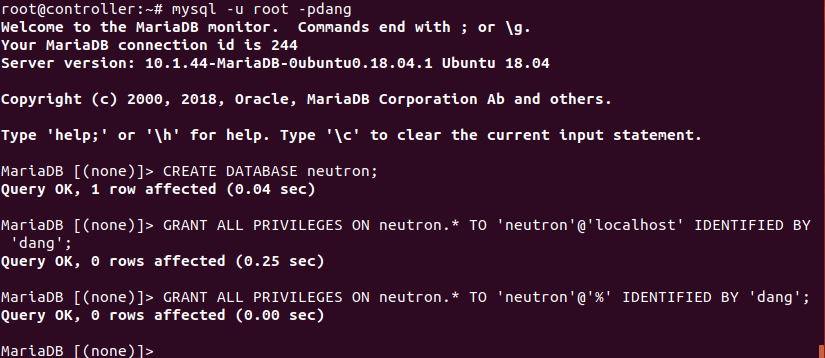 root@controller:~# mysql -u root -pdang
Welcome to the MariaDB monitor.  Commands end with ; or \g.
Your MariaDB connection id is 244
Server version: 10.1.44-MariaDB-0ubuntu0.18.04.1 Ubuntu 18.04
Copyright (c) 2000, 2018, Oracle, MariaDB Corporation Ab and others.
Type 'help;' or '\h' for help. Type '\c' to clear the current input statement.
MariaDB [(none)]> CREATE DATABASE neutron;
Query OK, 1 row affected (0.04 sec)
MariaDB [(none)]> GRANT ALL PRIVILEGES ON neutron.* TO 'neutron'@'localhost' IDENTIFIED BY
 'dang';
Query OK, 0 rows affected (0.25 sec)
MariaDB [(none)]> GRANT ALL PRIVILEGES ON neutron.* TO 'neutron'@'%' IDENTIFIED BY 'dang';
Query OK, 0 rows affected (0.00 sec)
MariaDB [(none)]>